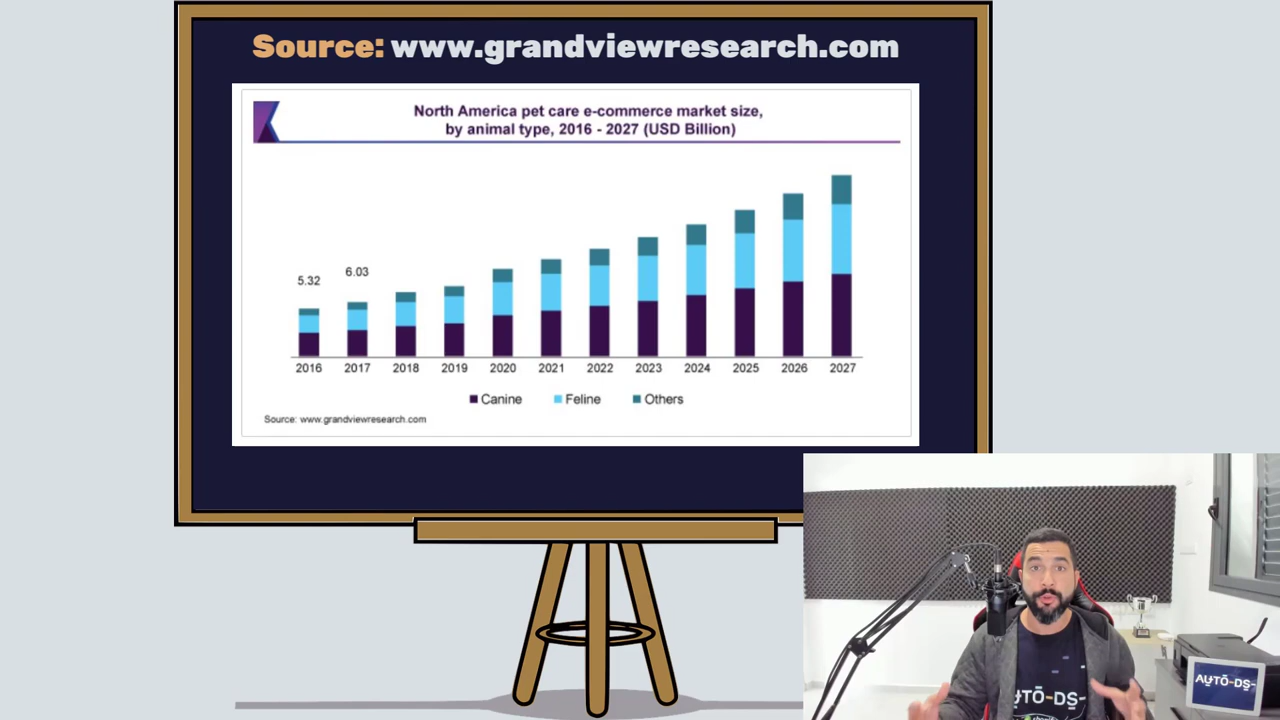 Source: www.grandviewresearch.com
North America pet care e-commerce market size,
by animal type, 2016 - 2027 (USD Billion)
5.32
6.03
2016 2017 2018 2019 2020 2021 2022 2023 2024 2025 2026 2027
Canine Feline Others
Source: www.grandviewresearch.com
AUTO-DS-